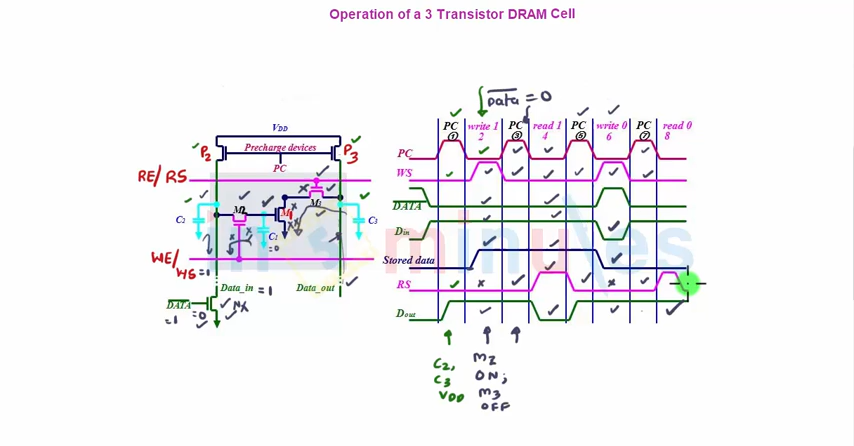 Operation of a 3 Transistor DRAM Cell
DATA = 0
VDD
P2
Precharge devices
P3
PC
RE/ RS
M3
M2
M1
C2
C1
= 0
C3
WE/
WS = 1
Data_in = 1
Data_out
DATA
= 1
= 0
PC
write 1
PC
read 1
PC
write 0
PC
read 0
1
2
3
4
5
6
7
8
PC
WS
DATA
Din
Stored data
RS
Dout
minutes
C2,
C3
VDD
M2
ON;
M3
OFF